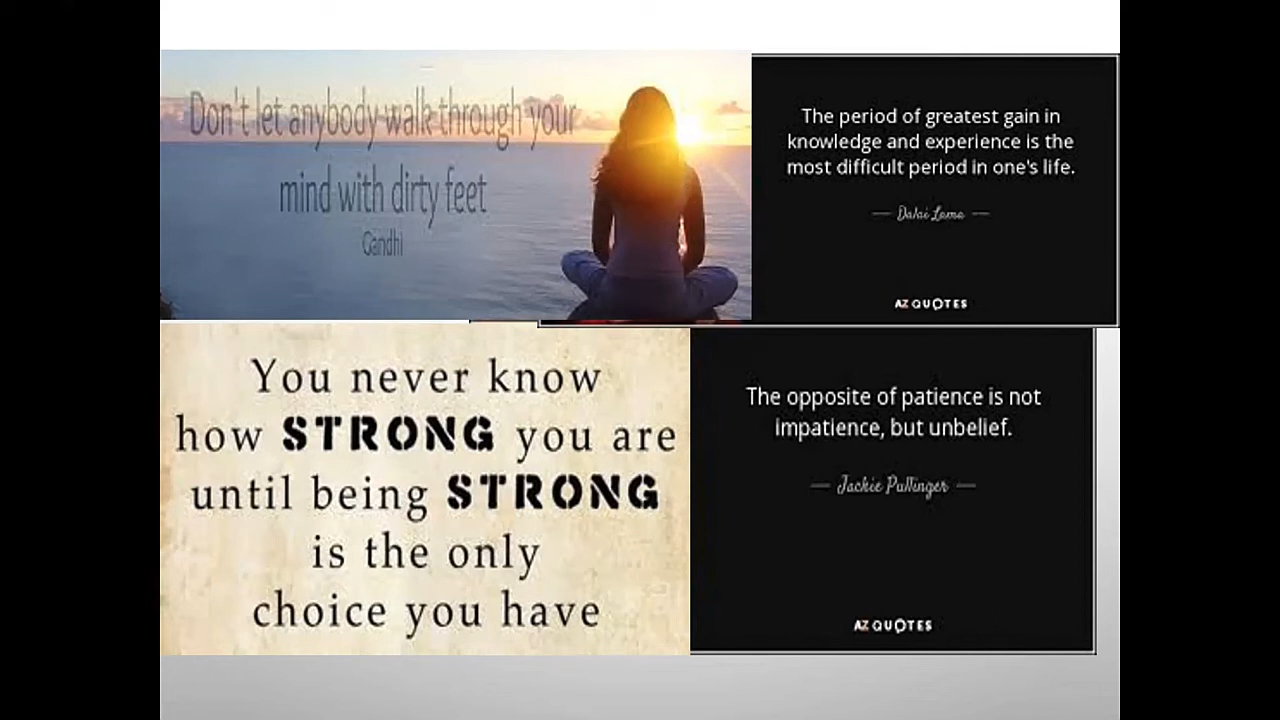 Don't let anybody walk through your
mind with dirty feet
Gandhi
The period of greatest gain in
knowledge and experience is the
most difficult period in one's life.
Dalai Lama
AZ QUOTES
You never know
how STRONG you are
until being STRONG
is the only
choice you have
The opposite of patience is not
impatience, but unbelief.
Jackie Pullinger
AZ QUOTES